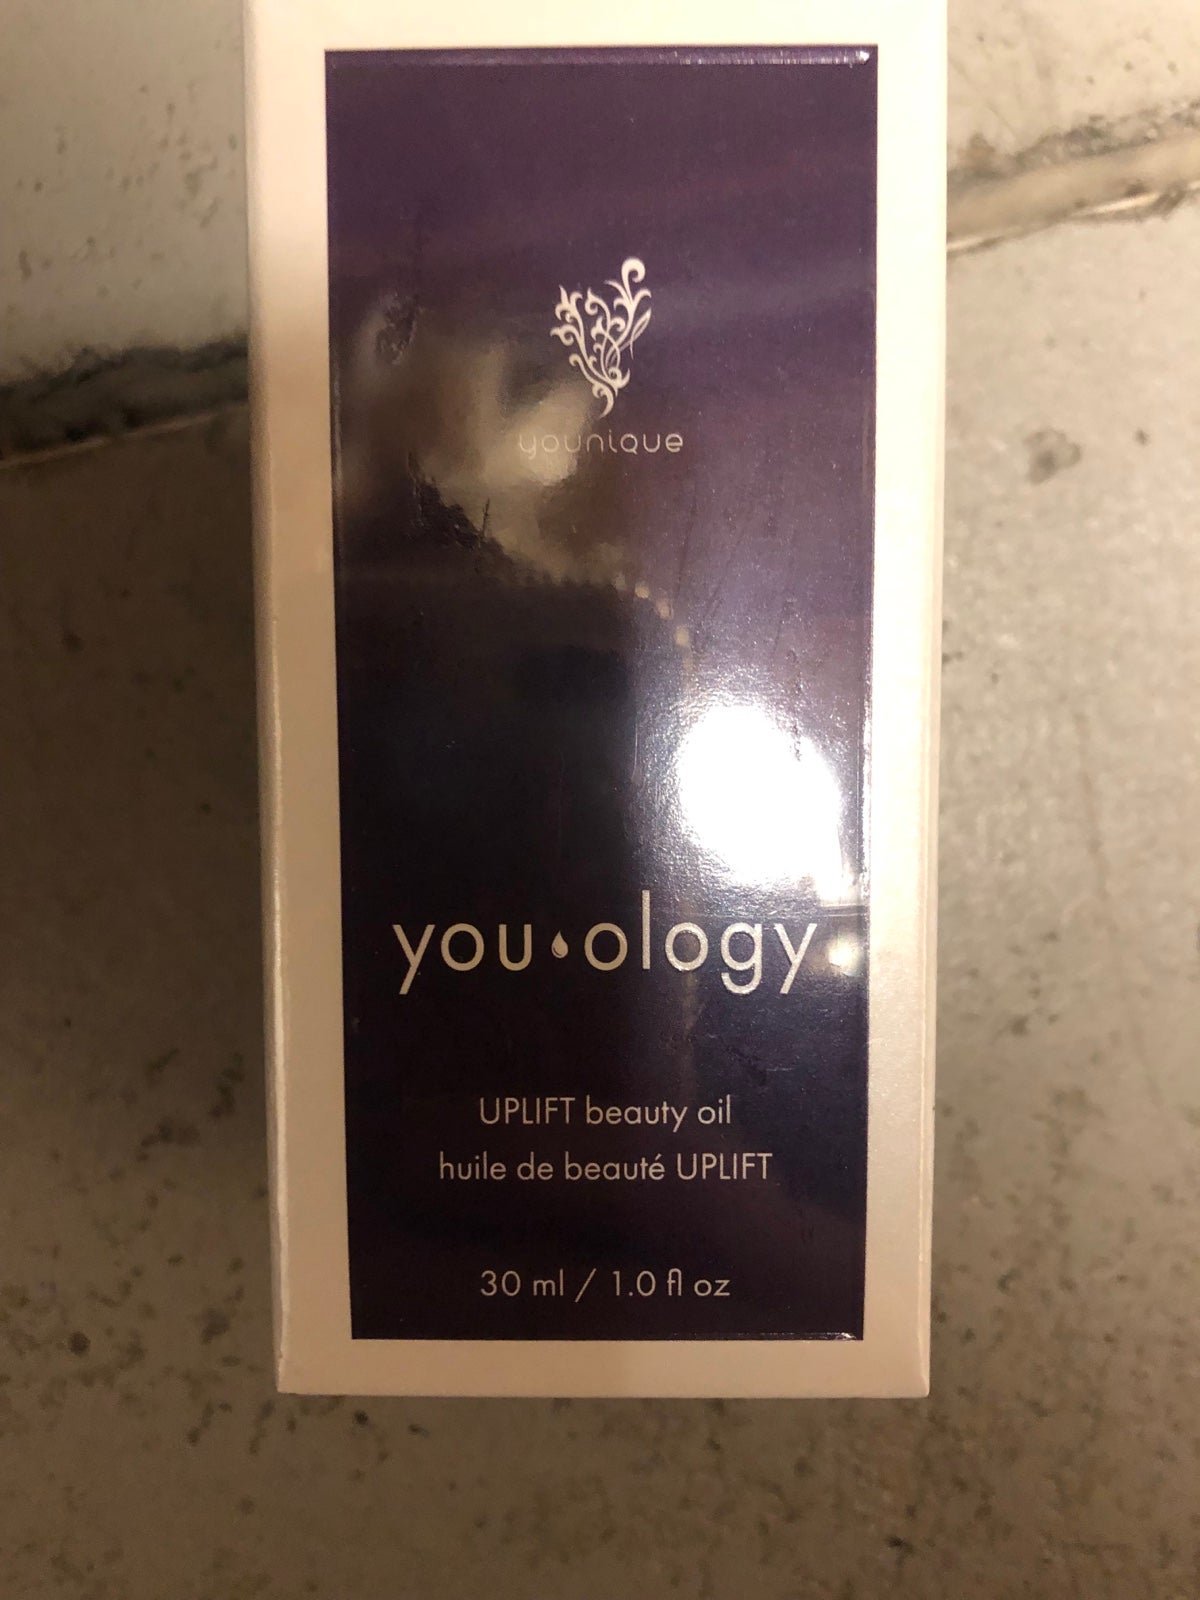 younique
you•ology
UPLIFT beauty oil
huile de beauté UPLIFT
30 ml / 1.0 fl oz